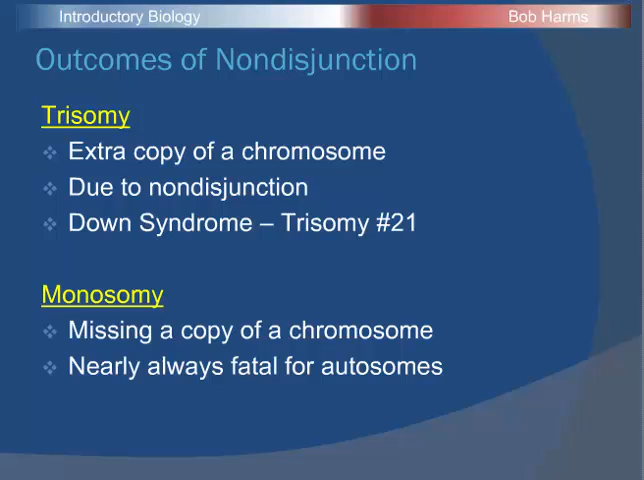 Introductory Biology
Bob Harms
Outcomes of Nondisjunction
Trisomy
Extra copy of a chromosome
Due to nondisjunction
Down Syndrome – Trisomy #21
Monosomy
Missing a copy of a chromosome
Nearly always fatal for autosomes